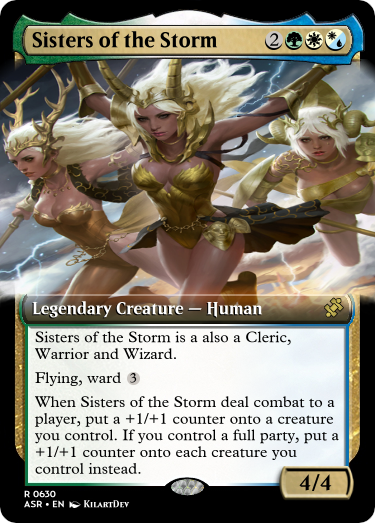 Sisters of the Storm 2
Legendary Creature — Human
Sisters of the Storm is a also a Cleric,
Warrior and Wizard.
Flying, ward 3
When Sisters of the Storm deal combat to a
player, put a +1/+1 counter onto a creature
you control. If you control a full party, put a
+1/+1 counter onto each creature you
control instead.
4/4
R 0630
ASR • EN KilartDev